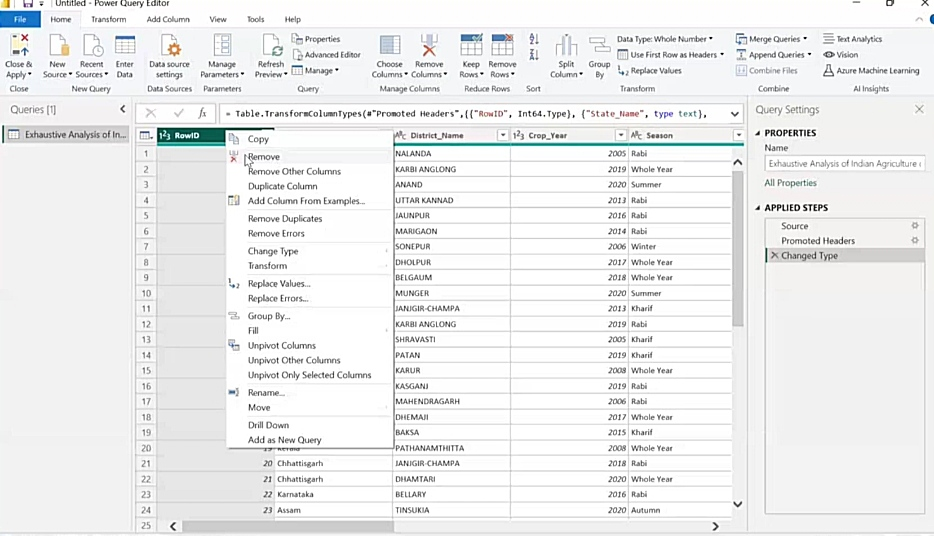 Untitled - Power Query Editor
File Home Transform Add Column View Tools Help
Close & Apply
New Source
Recent Sources
Enter Data
Data source settings
Manage Parameters
Refresh Preview
Properties
Advanced Editor
Manage
Choose Columns
Remove Columns
Keep Rows
Remove Rows
Split Column
Group By
Data Type: Whole Number
Use First Row as Headers
Replace Values
Merge Queries
Append Queries
Combine Files
Text Analytics
Vision
Azure Machine Learning
Close New Query Data Sources Parameters Query Manage Columns Reduce Rows Sort Transform Combine AI Insights
Queries [1]
Exhaustive Analysis of In...
fx = Table.TransformColumnTypes(#"Promoted Headers",{{"RowID", Int64.Type}, {"State_Name", type text},
123 RowID ABC District_Name 123 Crop_Year ABC Season
1 NALANDA 2005 Rabi
2 KARBI ANGLONG 2019 Whole Year
3 ANAND 2020 Summer
4 UTTAR KANNAD 2013 Rabi
5 JAUNPUR 2016 Rabi
6 MARIGAON 2014 Rabi
7 SONEPUR 2006 Winter
8 DHOLPUR 2017 Whole Year
9 BELGAUM 2018 Whole Year
10 MUNGER 2020 Summer
11 JANJGIR-CHAMPA 2013 Kharif
12 KARBI ANGLONG 2019 Rabi
13 SHRAVASTI 2005 Kharif
14 PATAN 2019 Kharif
15 KARUR 2008 Whole Year
16 KASGANJ 2019 Rabi
17 MAHENDRAGARH 2006 Rabi
18 DHEMAJI 2017 Whole Year
19 BAKSA 2015 Kharif
20 19 Kerala PATHANAMTHITTA 2008 Whole Year
21 20 Chhattisgarh JANJGIR-CHAMPA 2018 Rabi
22 21 Chhattisgarh DHAMTARI 2020 Whole Year
23 22 Karnataka BELLARY 2016 Rabi
24 23 Assam TINSUKIA 2020 Autumn
25
Copy
Remove
Remove Other Columns
Duplicate Column
Add Column From Examples...
Remove Duplicates
Remove Errors
Change Type
Transform
Replace Values...
Replace Errors...
Group By...
Fill
Unpivot Columns
Unpivot Other Columns
Unpivot Only Selected Columns
Rename...
Move
Drill Down
Add as New Query
Query Settings
PROPERTIES
Name
Exhaustive Analysis of Indian Agriculture
All Properties
APPLIED STEPS
Source
Promoted Headers
Changed Type